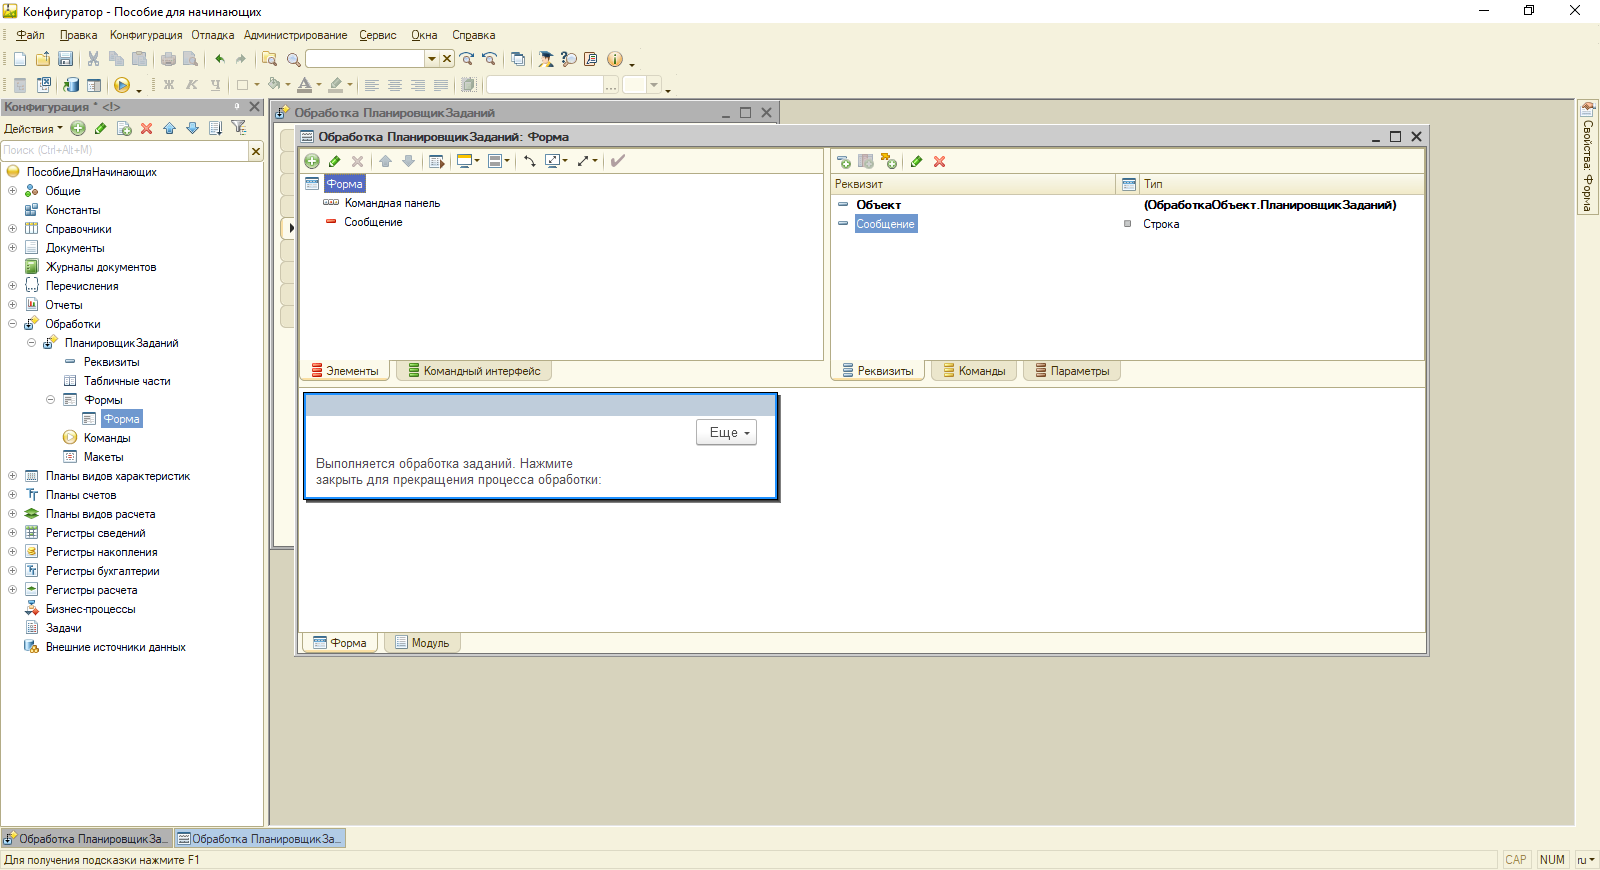 Конфигуратор - Пособие для начинающих
Файл Правка Конфигурация Отладка Администрирование Сервис Окна Справка
Ж К Ч А
Конфигурация * <!>
Действия
Поиск (Ctrl+Alt+M)
ПособиеДляНачинающих
Общие
Константы
Справочники
Документы
Журналы документов
Перечисления
Отчеты
Обработки
ПланировщикЗаданий
Реквизиты
Табличные части
Формы
Форма
Команды
Макеты
Планы видов характеристик
Планы счетов
Планы видов расчета
Регистры сведений
Регистры накопления
Регистры бухгалтерии
Регистры расчета
Бизнес-процессы
Задачи
Внешние источники данных
Обработка ПланировщикЗаданий
Обработка ПланировщикЗаданий: Форма
Форма
Командная панель
Сообщение
Элементы Командный интерфейс
Реквизит Тип
Объект (ОбработкаОбъект.ПланировщикЗаданий)
Сообщение Строка
Реквизиты Команды Параметры
Еще
Выполняется обработка заданий. Нажмите
закрыть для прекращения процесса обработки:
Форма Модуль
Свойства: Форма
Обработка ПланировщикЗа... Обработка ПланировщикЗа...
Для получения подсказки нажмите F1 CAP NUM ru